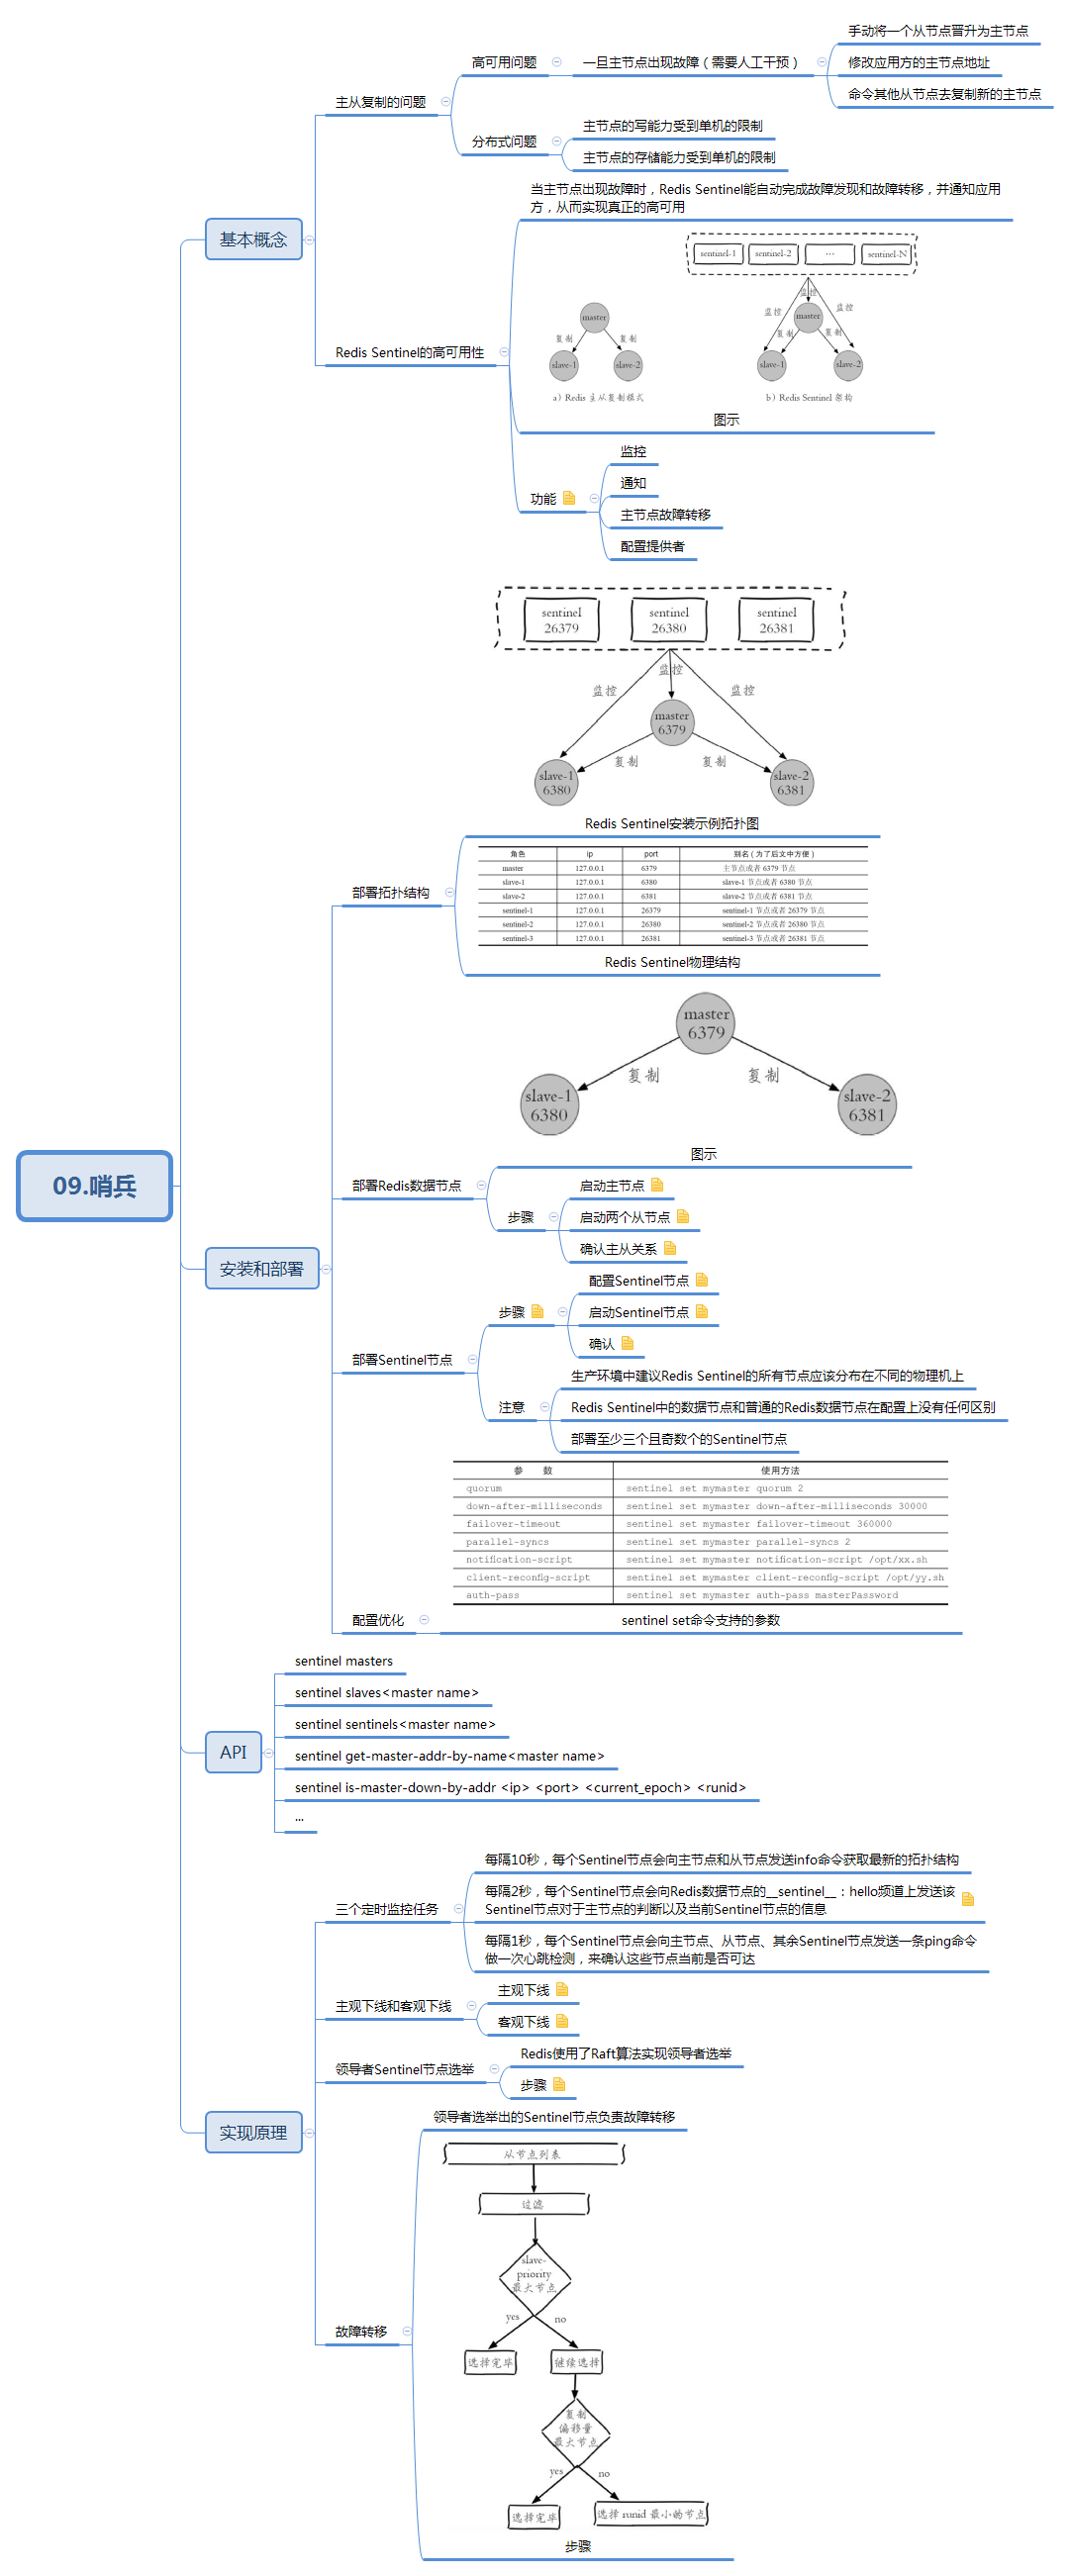 09.哨兵
基本概念
主从复制的问题
高可用问题
一旦主节点出现故障（需要人工干预）
手动将一个从节点晋升为主节点
修改应用方的主节点地址
命令其他从节点去复制新的主节点
分布式问题
主节点的写能力受到单机的限制
主节点的存储能力受到单机的限制
Redis Sentinel的高可用性
当主节点出现故障时，Redis Sentinel能自动完成故障发现和故障转移，并通知应用
方，从而实现真正的高可用
sentinel-1 sentinel-2 ... sentinel-N
监控 监控 监控
master master
复制 复制 复制 复制
slave-1 slave-2 slave-1 slave-2
a）Redis 主从复制模式 b）Redis Sentinel 架构
图示
功能
监控
通知
主节点故障转移
配置提供者
安装和部署
部署拓扑结构
sentinel sentinel sentinel
26379 26380 26381
监控 监控 监控
master
6379
复制 复制
slave-1 slave-2
6380 6381
Redis Sentinel安装示例拓扑图
角色 ip port 别名（为了后文中方便）
master 127.0.0.1 6379 主节点或者 6379 节点
slave-1 127.0.0.1 6380 slave-1 节点或者 6380 节点
slave-2 127.0.0.1 6381 slave-2 节点或者 6381 节点
sentinel-1 127.0.0.1 26379 sentinel-1 节点或者 26379 节点
sentinel-2 127.0.0.1 26380 sentinel-2 节点或者 26380 节点
sentinel-3 127.0.0.1 26381 sentinel-3 节点或者 26381 节点
Redis Sentinel物理结构
部署Redis数据节点
master
6379
复制 复制
slave-1 slave-2
6380 6381
图示
步骤
启动主节点
启动两个从节点
确认主从关系
部署Sentinel节点
步骤
配置Sentinel节点
启动Sentinel节点
确认
注意
生产环境中建议Redis Sentinel的所有节点应该分布在不同的物理机上
Redis Sentinel中的数据节点和普通的Redis数据节点在配置上没有任何区别
部署至少三个且奇数个的Sentinel节点
配置优化
参 数 使用方法
quorum sentinel set mymaster quorum 2
down-after-milliseconds sentinel set mymaster down-after-milliseconds 30000
failover-timeout sentinel set mymaster failover-timeout 360000
parallel-syncs sentinel set mymaster parallel-syncs 2
notification-script sentinel set mymaster notification-script /opt/xx.sh
client-reconfig-script sentinel set mymaster client-reconfig-script /opt/yy.sh
auth-pass sentinel set mymaster auth-pass masterPassword
sentinel set命令支持的参数
API
sentinel masters
sentinel slaves<master name>
sentinel sentinels<master name>
sentinel get-master-addr-by-name<master name>
sentinel is-master-down-by-addr <ip> <port> <current_epoch> <runid>
...
实现原理
三个定时监控任务
每隔10秒，每个Sentinel节点会向主节点和从节点发送info命令获取最新的拓扑结构
每隔2秒，每个Sentinel节点会向Redis数据节点的__sentinel__：hello频道上发送该
Sentinel节点对于主节点的判断以及当前Sentinel节点的信息
每隔1秒，每个Sentinel节点会向主节点、从节点、其余Sentinel节点发送一条ping命令
做一次心跳检测，来确认这些节点当前是否可达
主观下线和客观下线
主观下线
客观下线
领导者Sentinel节点选举
Redis使用了Raft算法实现领导者选举
步骤
故障转移
领导者选举出的Sentinel节点负责故障转移
从节点列表
过滤
slave-
priority
最大节点
yes no
选择完毕 继续选择
复制
偏移量
最大节点
yes no
选择完毕 选择 runid 最小的节点
步骤